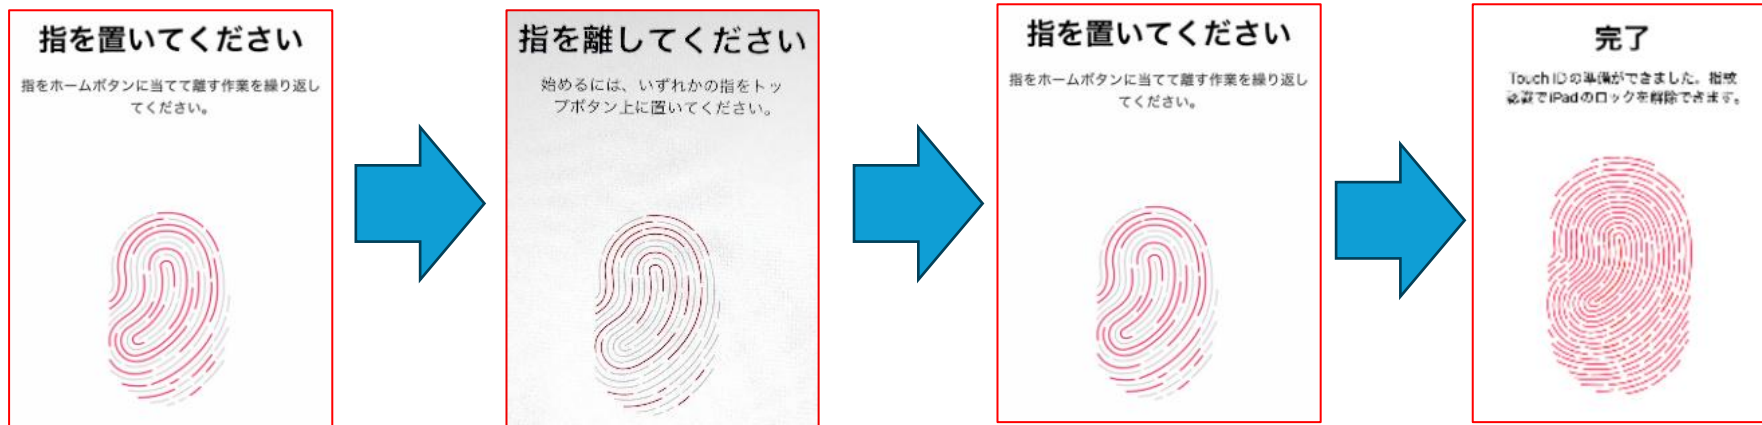 指を置いてください
指をホームボタンに当てて離す作業を繰り返し
てください。
指を離してください
始めるには、いずれかの指をトッ
プボタン上に置いてください。
指を置いてください
指をホームボタンに当てて離す作業を繰り返し
てください。
完了
Touch IDの準備ができました。指紋
認識でiPadのロックを解除できます。